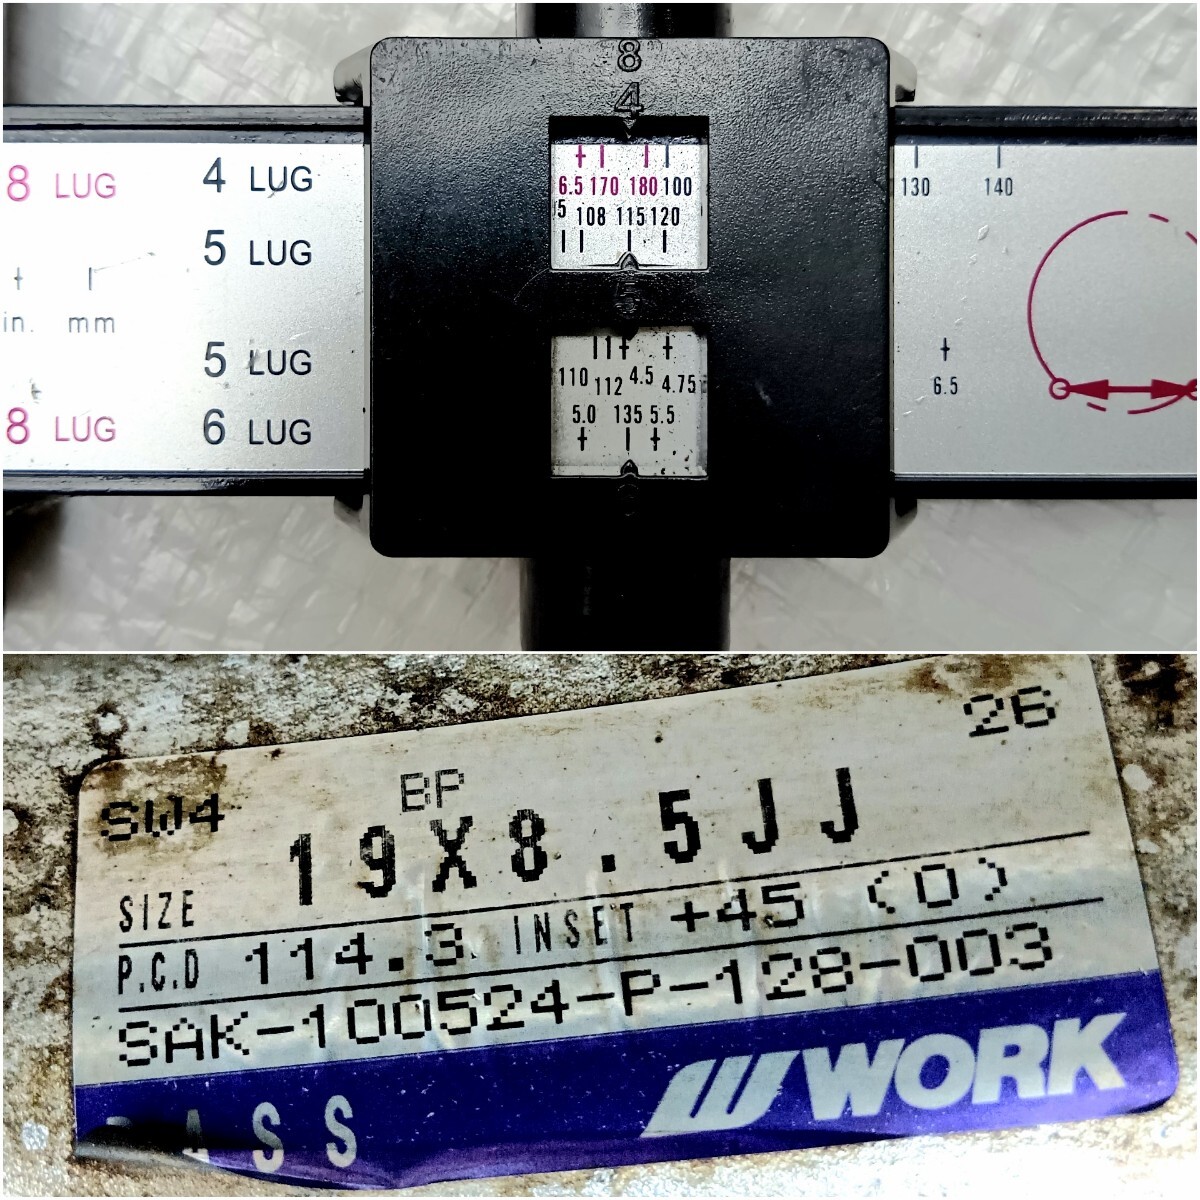 8
4
8 LUG
4 LUG
6.5 170 180 100
130
140
5 108 115 120
5 LUG
5
in. mm
110 112 4.5 4.75
5 LUG
6.5
5.0 135 5.5
8 LUG
6 LUG
26
BP
SW4
SIZE 19X8.5JJ
P.C.D 114.3 INSET +45 (O)
SAK-100524-P-128-003
WORK
PASS